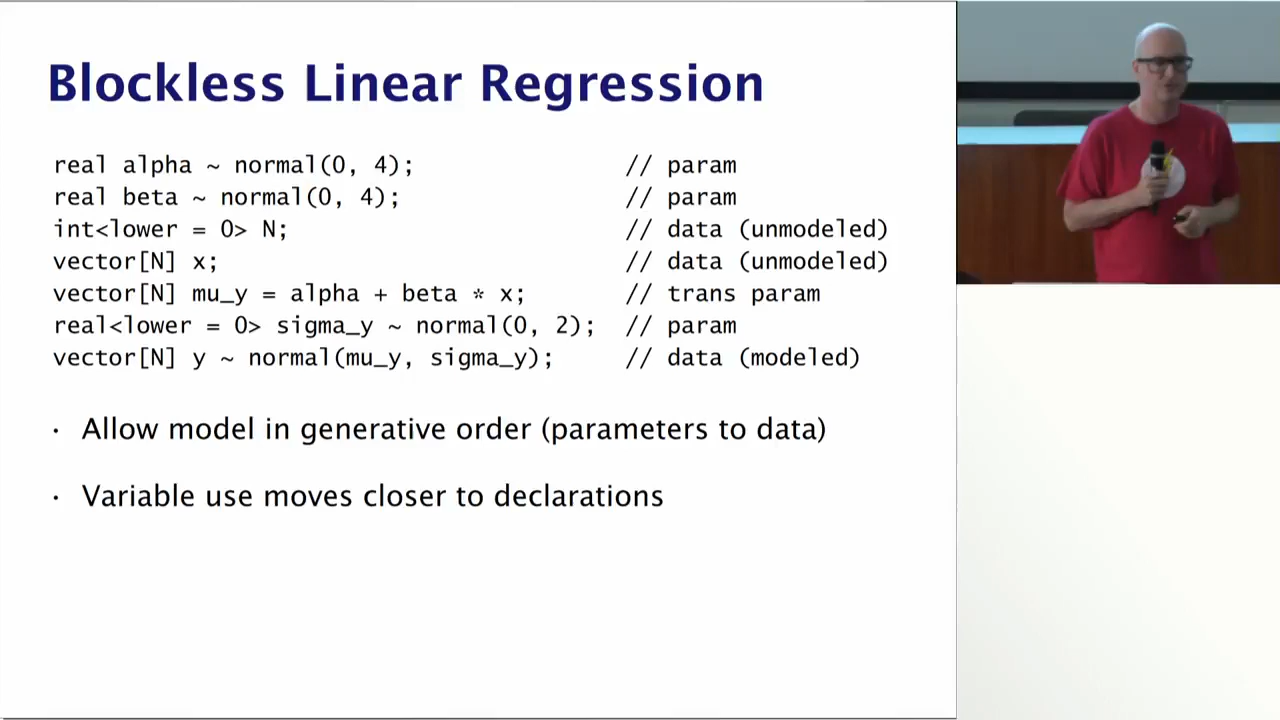 Blockless Linear Regression
real alpha ~ normal(0, 4); // param
real beta ~ normal(0, 4); // param
int<lower = 0> N; // data (unmodeled)
vector[N] x; // data (unmodeled)
vector[N] mu_y = alpha + beta * x; // trans param
real<lower = 0> sigma_y ~ normal(0, 2); // param
vector[N] y ~ normal(mu_y, sigma_y); // data (modeled)
· Allow model in generative order (parameters to data)
· Variable use moves closer to declarations